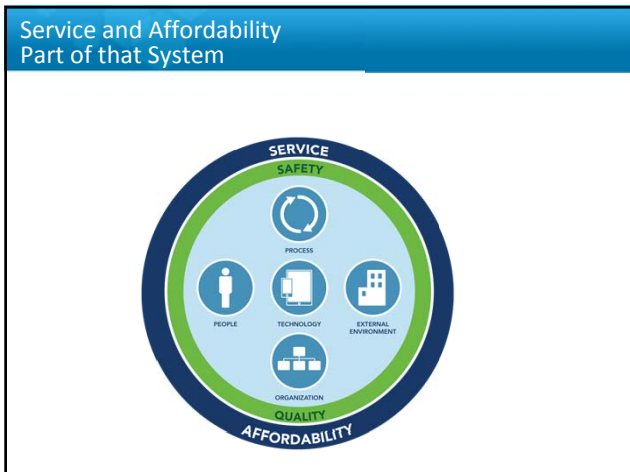 Service and Affordability
Part of that System
SERVICE
SAFETY
PROCESS
PEOPLE
TECHNOLOGY
EXTERNAL
ENVIRONMENT
ORGANIZATION
QUALITY
AFFORDABILITY